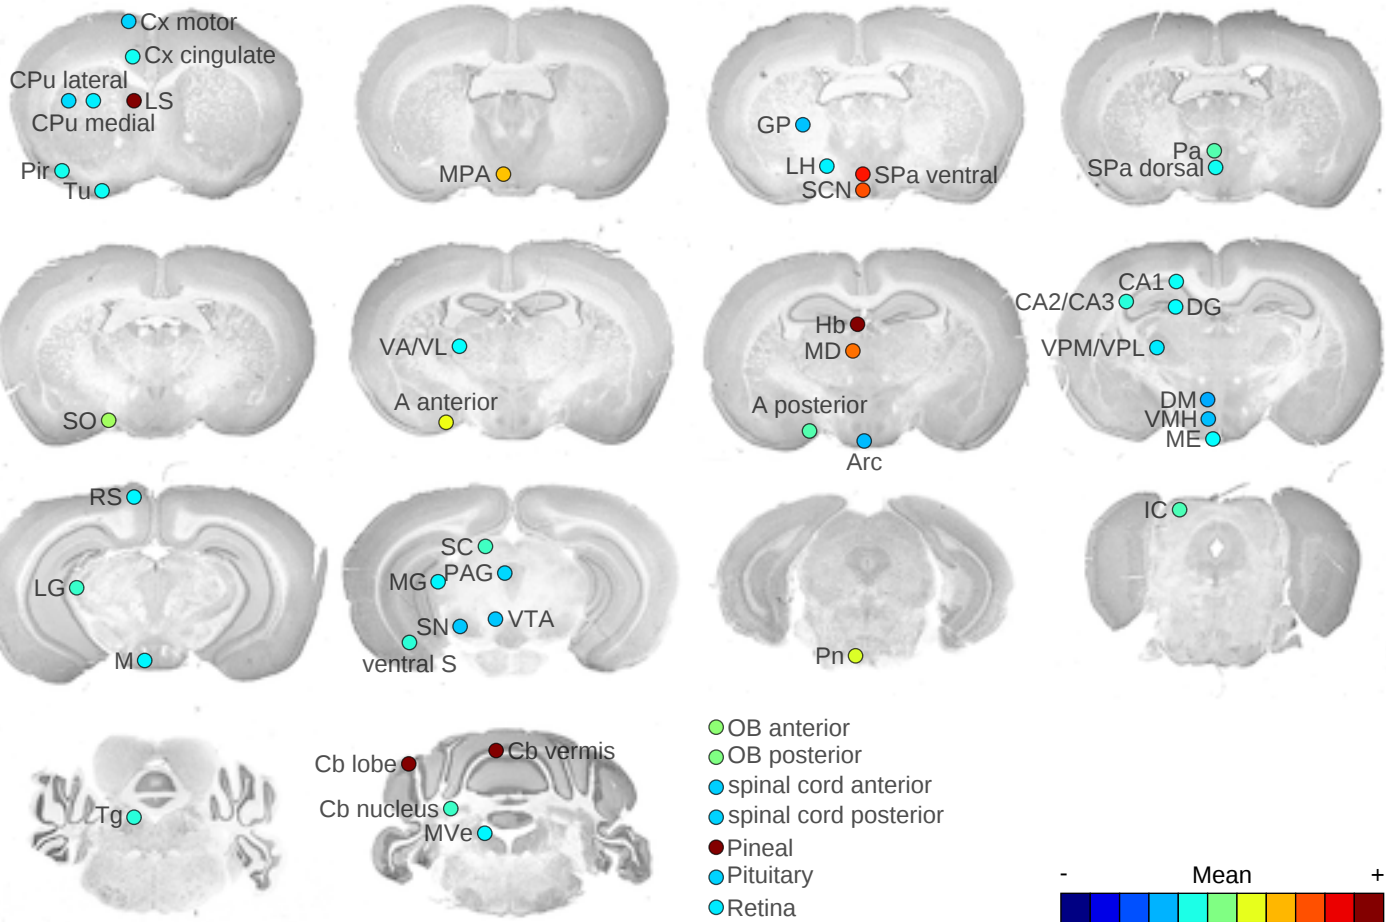 Cx motor
Cx cingulate
CPu lateral
LS
CPu medial
Pir
Tu
MPA
GP
LH
SPa ventral
SCN
Pa
SPa dorsal
SO
VA/VL
A anterior
Hb
MD
A posterior
Arc
CA1
CA2/CA3
DG
VPM/VPL
DM
VMH
ME
RS
LG
M
SC
MG
PAG
SN
VTA
ventral S
Pn
IC
Tg
Cb lobe
Cb vermis
Cb nucleus
MVe
OB anterior
OB posterior
spinal cord anterior
spinal cord posterior
Pineal
Pituitary
Retina
- Mean +